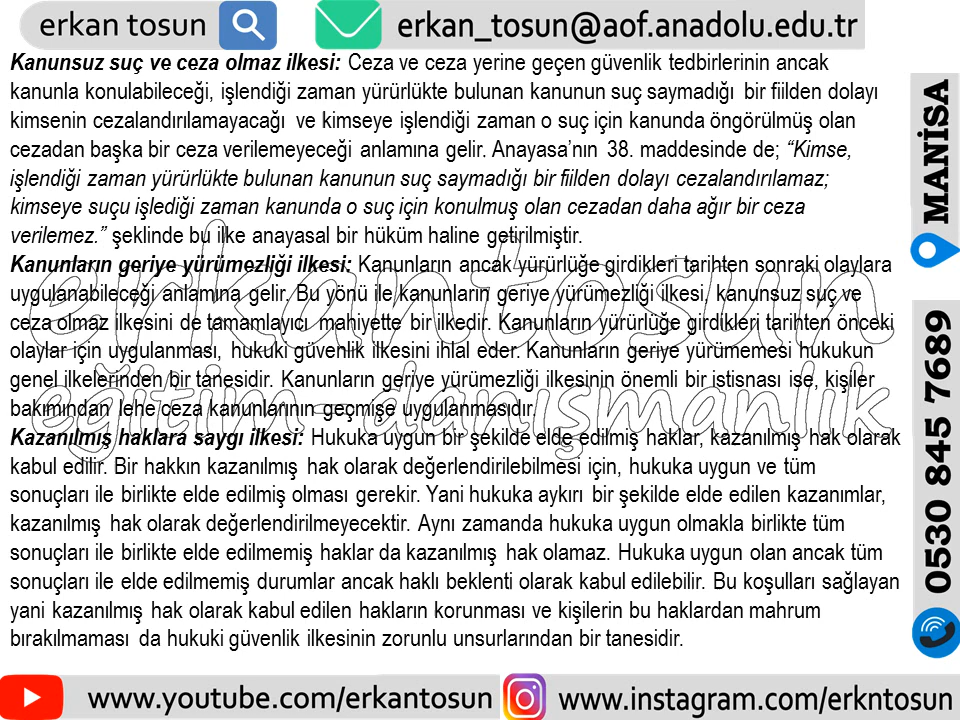 erkan tosun
erkan_tosun@aof.anadolu.edu.tr
Kanunsuz suç ve ceza olmaz ilkesi: Ceza ve ceza yerine geçen güvenlik tedbirlerinin ancak
kanunla konulabileceği, işlendiği zaman yürürlükte bulunan kanunun suç saymadığı bir fiilden dolayı
kimsenin cezalandırılamayacağı ve kimseye işlendiği zaman o suç için kanunda öngörülmüş olan
cezadan başka bir ceza verilemeyeceği anlamına gelir. Anayasa’nın 38. maddesinde de; “Kimse,
işlendiği zaman yürürlükte bulunan kanunun suç saymadığı bir fiilden dolayı cezalandırılamaz;
kimseye suçu işlediği zaman kanunda o suç için konulmuş olan cezadan daha ağır bir ceza
verilemez.” şeklinde bu ilke anayasal bir hüküm haline getirilmiştir.
Kanunların geriye yürümezliği ilkesi: Kanunların ancak yürürlüğe girdikleri tarihten sonraki olaylara
uygulanabileceği anlamına gelir. Bu yönü ile kanunların geriye yürümezliği ilkesi, kanunsuz suç ve
ceza olmaz ilkesini de tamamlayıcı mahiyette bir ilkedir. Kanunların yürürlüğe girdikleri tarihten önceki
olaylar için uygulanması, hukuki güvenlik ilkesini ihlal eder. Kanunların geriye yürümemesi hukukun
genel ilkelerinden bir tanesidir. Kanunların geriye yürümezliği ilkesinin önemli bir istisnası ise, kişiler
bakımından lehe ceza kanunlarının geçmişe uygulanmasıdır.
Kazanılmış haklara saygı ilkesi: Hukuka uygun bir şekilde elde edilmiş haklar, kazanılmış hak olarak
kabul edilir. Bir hakkın kazanılmış hak olarak değerlendirilebilmesi için, hukuka uygun ve tüm
sonuçları ile birlikte elde edilmiş olması gerekir. Yani hukuka aykırı bir şekilde elde edilen kazanımlar,
kazanılmış hak olarak değerlendirilmeyecektir. Aynı zamanda hukuka uygun olmakla birlikte tüm
sonuçları ile birlikte elde edilmemiş haklar da kazanılmış hak olamaz. Hukuka uygun olan ancak tüm
sonuçları ile elde edilmemiş durumlar ancak haklı beklenti olarak kabul edilebilir. Bu koşulları sağlayan
yani kazanılmış hak olarak kabul edilen hakların korunması ve kişilerin bu haklardan mahrum
bırakılmaması da hukuki güvenlik ilkesinin zorunlu unsurlarından bir tanesidir.
erkan tosun
eğitim-danışmanlık
MANİSA
0530 845 7689
www.youtube.com/erkantosun
www.instagram.com/erkntosun